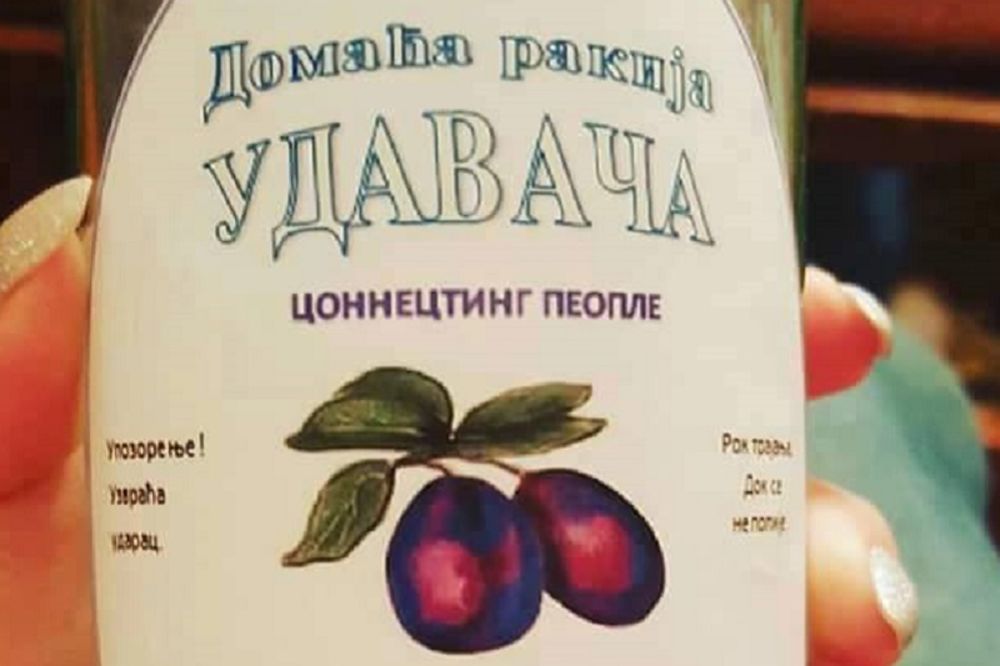 Домаћа ракија
УДАВАЧА
ЦОННЕЦТИНГ ПЕОПЛЕ
Упозорење!
Узвраћа
ударац.
Рок трајања
Док се
не попије